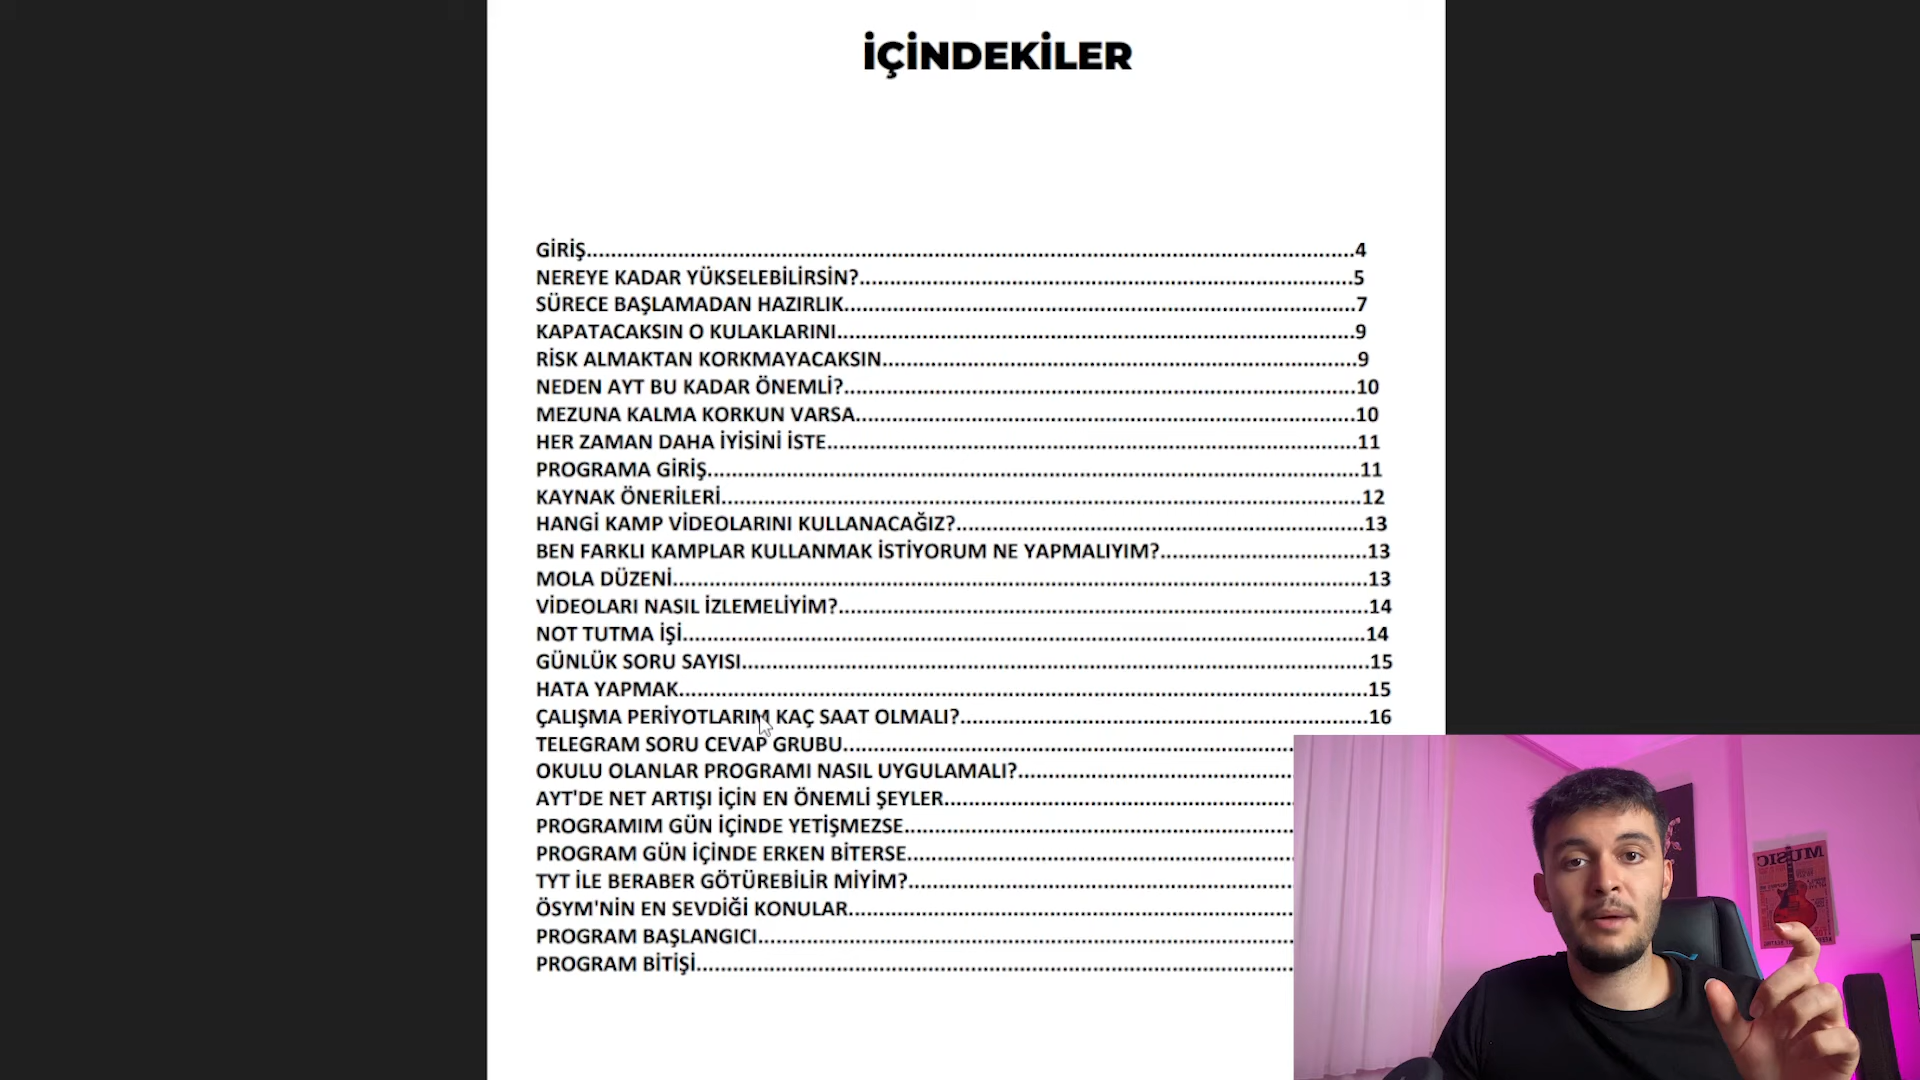 İÇİNDEKİLER
GİRİŞ................................................................4
NEREYE KADAR YÜKSELEBİLİRSİN?................................................................5
SÜRECE BAŞLAMADAN HAZIRLIK................................................................7
KAPATACAKSIN O KULAKLARINI................................................................9
RİSK ALMAKTAN KORKMAYACAKSIN................................................................9
NEDEN AYT BU KADAR ÖNEMLİ?................................................................10
MEZUNA KALMA KORKUN VARSA................................................................10
HER ZAMAN DAHA İYİSİNİ İSTE................................................................11
PROGRAMA GİRİŞ................................................................11
KAYNAK ÖNERİLERİ................................................................12
HANGİ KAMP VİDEOLARINI KULLANACAĞIZ?................................................................13
BEN FARKLI KAMPLAR KULLANMAK İSTİYORUM NE YAPMALIYIM?................................13
MOLA DÜZENİ................................................................13
VİDEOLARI NASIL İZLEMELİYİM?................................................................14
NOT TUTMA İŞİ................................................................14
GÜNLÜK SORU SAYISI................................................................15
HATA YAPMAK................................................................15
ÇALIŞMA PERİYOTLARIM KAÇ SAAT OLMALI?................................................................16
TELEGRAM SORU CEVAP GRUBU................................................................
OKULU OLANLAR PROGRAMI NASIL UYGULAMALI?................................................
AYT'DE NET ARTIŞI İÇİN EN ÖNEMLİ ŞEYLER................................................
PROGRAMIM GÜN İÇİNDE YETİŞMEZSE................................................
PROGRAM GÜN İÇİNDE ERKEN BİTERSE................................................
TYT İLE BERABER GÖTÜREBİLİR MİYİM?................................................
ÖSYM'NİN EN SEVDİĞİ KONULAR................................................
PROGRAM BAŞLANGICI................................................................
PROGRAM BİTİŞİ................................................................
MUSIC